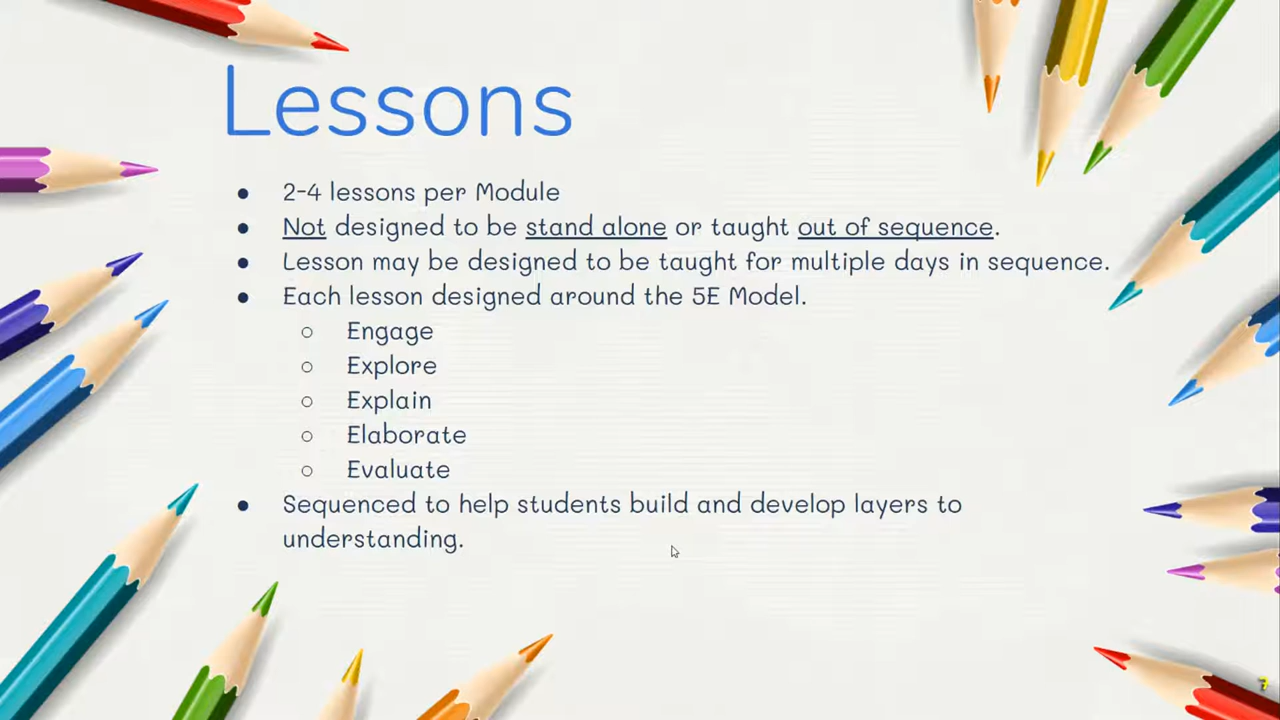 Lessons
● 2-4 lessons per Module
● Not designed to be stand alone or taught out of sequence.
● Lesson may be designed to be taught for multiple days in sequence.
● Each lesson designed around the 5E Model.
○ Engage
○ Explore
○ Explain
○ Elaborate
○ Evaluate
● Sequenced to help students build and develop layers to
understanding.
7